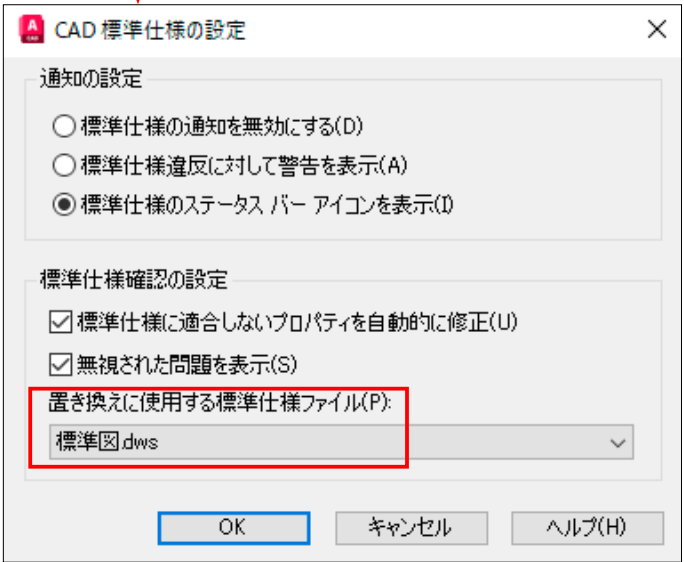 A
CAD
CAD 標準仕様の設定
通知の設定
標準仕様の通知を無効にする(D)
標準仕様違反に対して警告を表示(A)
標準仕様のステータス バー アイコンを表示(I)
標準仕様確認の設定
標準仕様に適合しないプロパティを自動的に修正(U)
無視された問題を表示(S)
置き換えに使用する標準仕様ファイル(P):
標準図.dws
OK キャンセル ヘルプ(H)